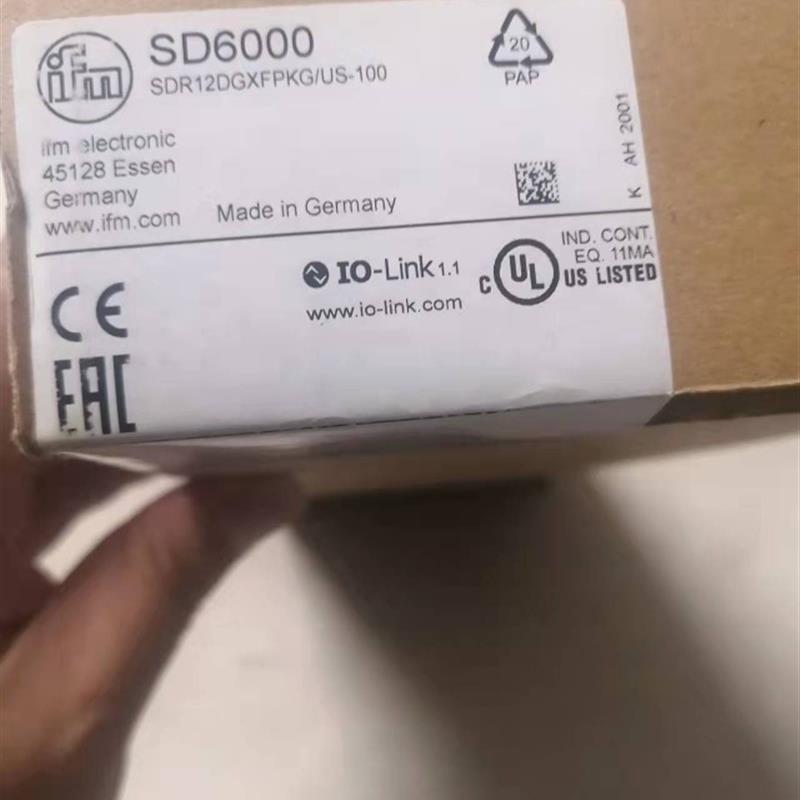 ifm
SD6000
SDR12DGXFPKG/US-100
20
PAP
ifm electronic
45128 Essen
Germany
www.ifm.com
Made in Germany
K AH 2001
CE
EAC
IO-Link 1.1
www.io-link.com
C UL US LISTED
IND. CONT.
EQ. 11MA